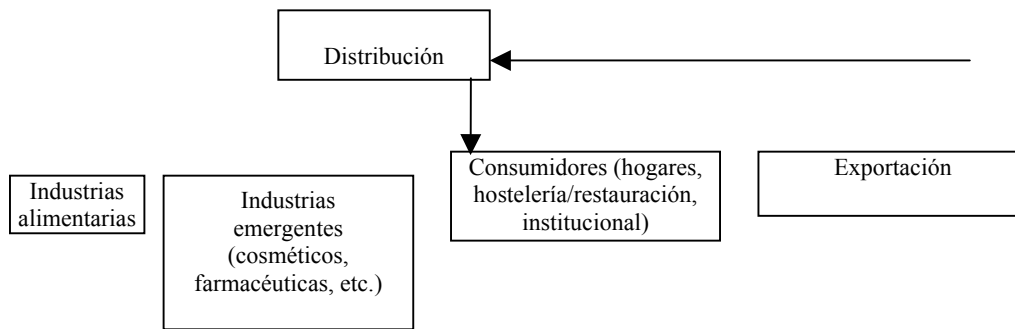 Distribución
Industrias
alimentarias
Industrias
emergentes
(cosméticos,
farmacéuticas, etc.)
Consumidores (hogares,
hostelería/restauración,
institucional)
Exportación